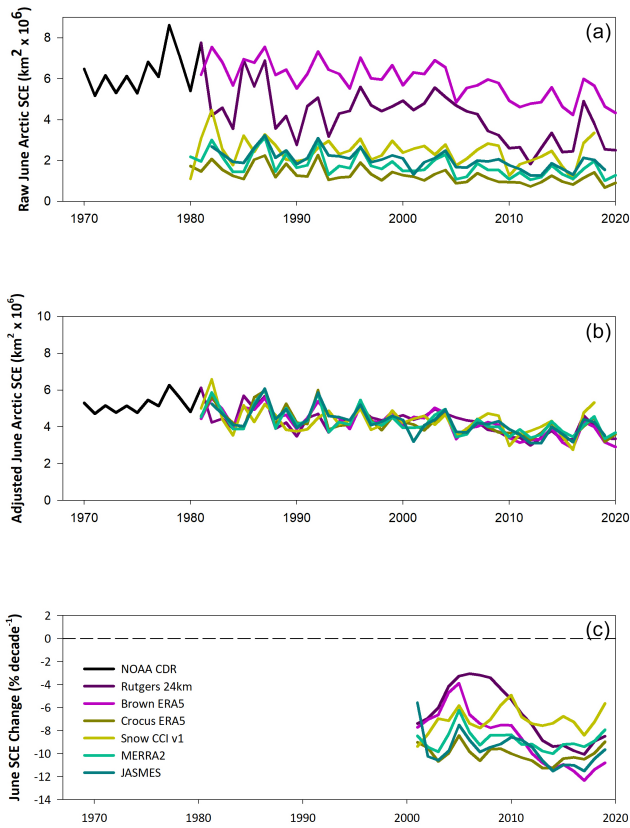 Raw June Arctic SCE (km² x 10⁶)
(a)
8
6
4
2
0
1970 1980 1990 2000 2010 2020
Adjusted June Arctic SCE (km² x 10⁶)
(b)
10
8
6
4
2
0
1970 1980 1990 2000 2010 2020
June SCE Change (% decade⁻¹)
(c)
2
0
-2
-4
-6
-8
-10
-12
-14
NOAA CDR
Rutgers 24km
Brown ERA5
Crocus ERA5
Snow CCI v1
MERRA2
JASMES
1970 1980 1990 2000 2010 2020